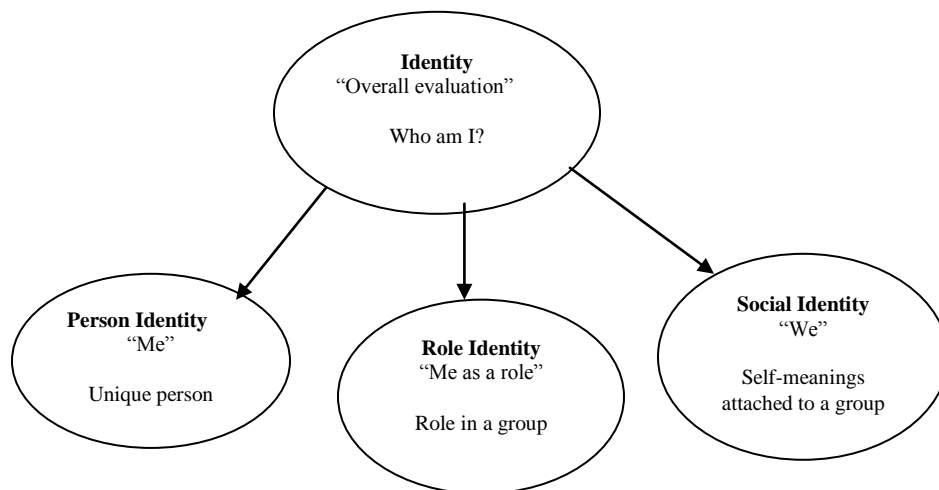 Identity
“Overall evaluation”
Who am I?
Person Identity
“Me”
Unique person
Role Identity
“Me as a role”
Role in a group
Social Identity
“We”
Self-meanings
attached to a group